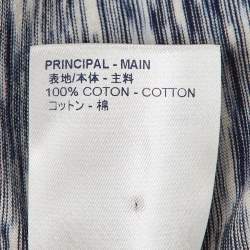 PRINCIPAL - MAIN
表地/本体 - 主料
100% COTON - COTTON
コットン - 棉